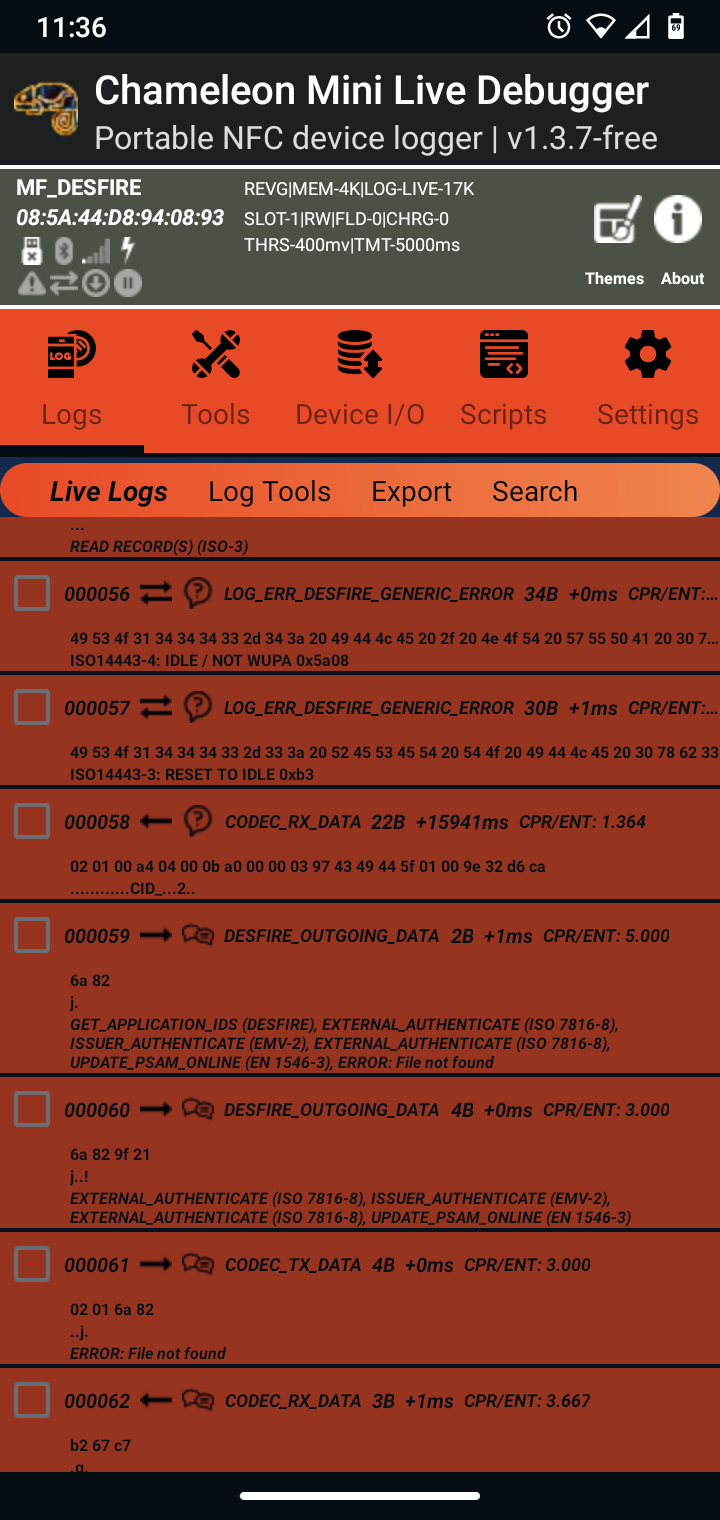 11:36
69
Chameleon Mini Live Debugger
Portable NFC device logger | v1.3.7-free
MF_DESFIRE
REVG|MEM-4K|LOG-LIVE-17K
08:5A:44:D8:94:08:93
SLOT-1|RW|FLD-0|CHRG-0
THRS-400mv|TMT-5000ms
Themes About
LOG
Logs Tools Device I/O Scripts Settings
Live Logs Log Tools Export Search
...
READ RECORD(S) (ISO-3)
000056 LOG_ERR_DESFIRE_GENERIC_ERROR 34B +0ms CPR/ENT:...
49 53 4f 31 34 34 34 33 2d 34 3a 20 49 44 4c 45 20 2f 20 4e 4f 54 20 57 55 50 41 20 30 7...
ISO14443-4: IDLE / NOT WUPA 0x5a08
000057 LOG_ERR_DESFIRE_GENERIC_ERROR 30B +1ms CPR/ENT:...
49 53 4f 31 34 34 34 33 2d 33 3a 20 52 45 53 45 54 20 54 4f 20 49 44 4c 45 20 30 78 62 33
ISO14443-3: RESET TO IDLE 0xb3
000058 CODEC_RX_DATA 22B +15941ms CPR/ENT: 1.364
02 01 00 a4 04 00 0b a0 00 00 03 97 43 49 44 5f 01 00 9e 32 d6 ca
............CID_...2..
000059 DESFIRE_OUTGOING_DATA 2B +1ms CPR/ENT: 5.000
6a 82
j.
GET_APPLICATION_IDS (DESFIRE), EXTERNAL_AUTHENTICATE (ISO 7816-8),
ISSUER_AUTHENTICATE (EMV-2), EXTERNAL_AUTHENTICATE (ISO 7816-8),
UPDATE_PSAM_ONLINE (EN 1546-3), ERROR: File not found
000060 DESFIRE_OUTGOING_DATA 4B +0ms CPR/ENT: 3.000
6a 82 9f 21
j..!
EXTERNAL_AUTHENTICATE (ISO 7816-8), ISSUER_AUTHENTICATE (EMV-2),
EXTERNAL_AUTHENTICATE (ISO 7816-8), UPDATE_PSAM_ONLINE (EN 1546-3)
000061 CODEC_TX_DATA 4B +0ms CPR/ENT: 3.000
02 01 6a 82
..j.
ERROR: File not found
000062 CODEC_RX_DATA 3B +1ms CPR/ENT: 3.667
b2 67 c7
.g.